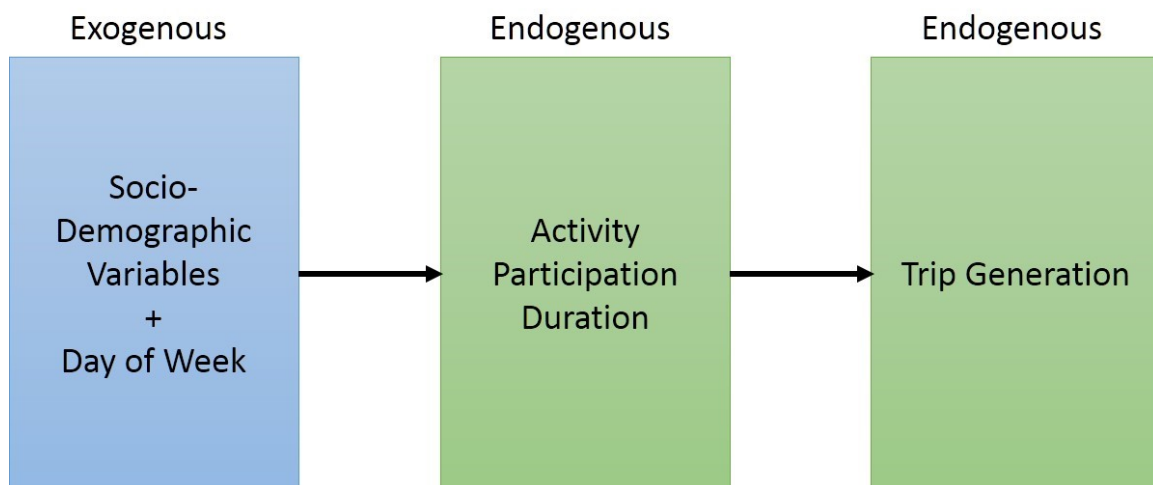 Exogenous
Endogenous
Endogenous
Socio-
Demographic
Variables
+
Day of Week
Activity
Participation
Duration
Trip Generation